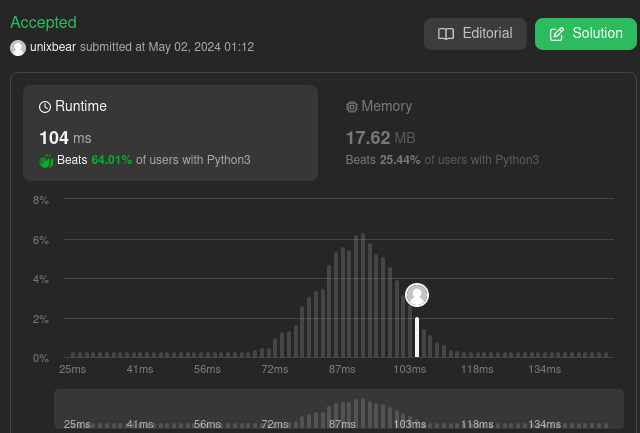 Accepted
unixbear submitted at May 02, 2024 01:12
Editorial
Solution
Runtime
104 ms
Beats 64.01% of users with Python3
Memory
17.62 MB
Beats 25.44% of users with Python3
8%
6%
4%
2%
0%
25ms 41ms 56ms 72ms 87ms 103ms 118ms 134ms
25ms 41ms 56ms 72ms 87ms 103ms 118ms 134ms